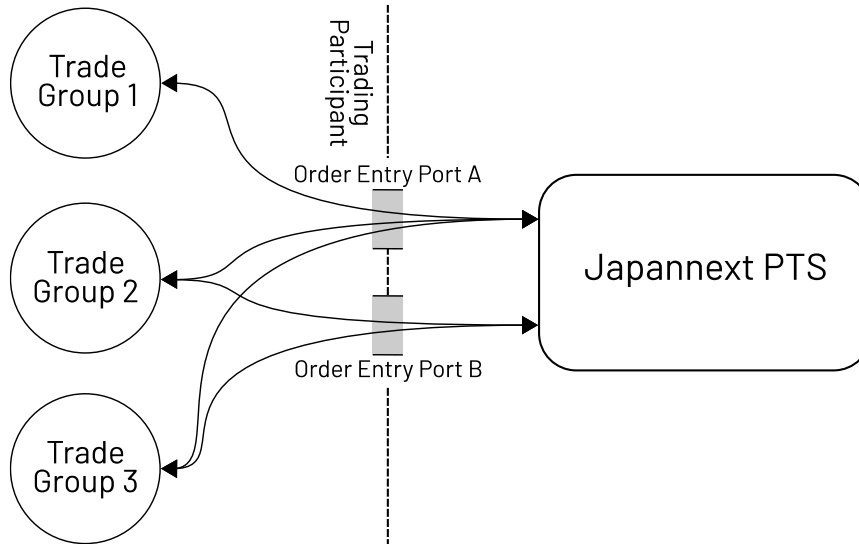 Trade
Group 1
Trading
Participant
Order Entry Port A
Trade
Group 2
Japannext PTS
Order Entry Port B
Trade
Group 3